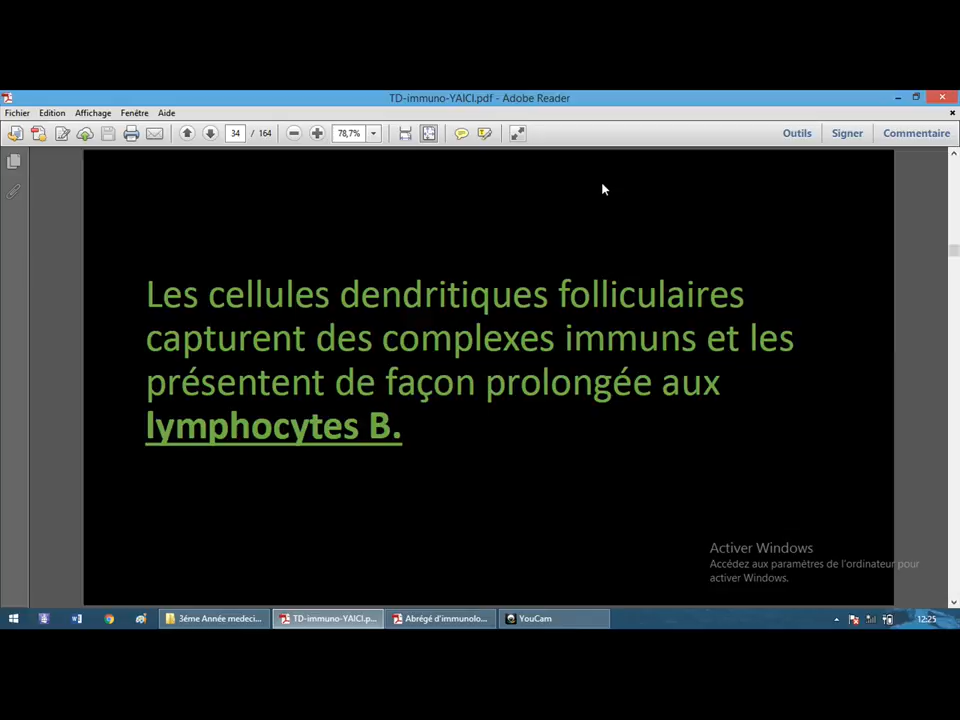 TD-immuno-YAICI.pdf - Adobe Reader
Fichier Edition Affichage Fenêtre Aide
34 / 164 78,7% Outils Signer Commentaire
Les cellules dendritiques folliculaires
capturent des complexes immuns et les
présentent de façon prolongée aux
lymphocytes B.
Activer Windows
Accédez aux paramètres de l'ordinateur pour
activer Windows.
3éme Année medeci... TD-immuno-YAICI.p... Abrégé d'immunolo... YouCam 12:25